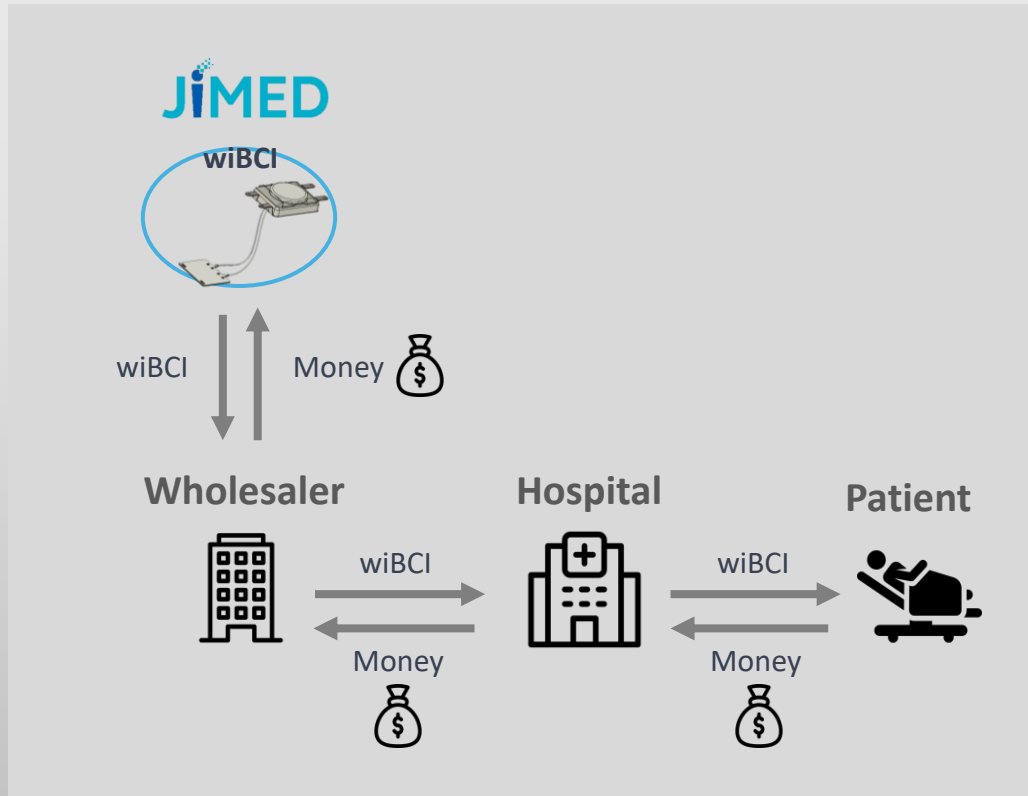 JiMED
wiBCI
wiBCI
Money
$
Wholesaler
Hospital
Patient
wiBCI
wiBCI
Money
Money
$
$